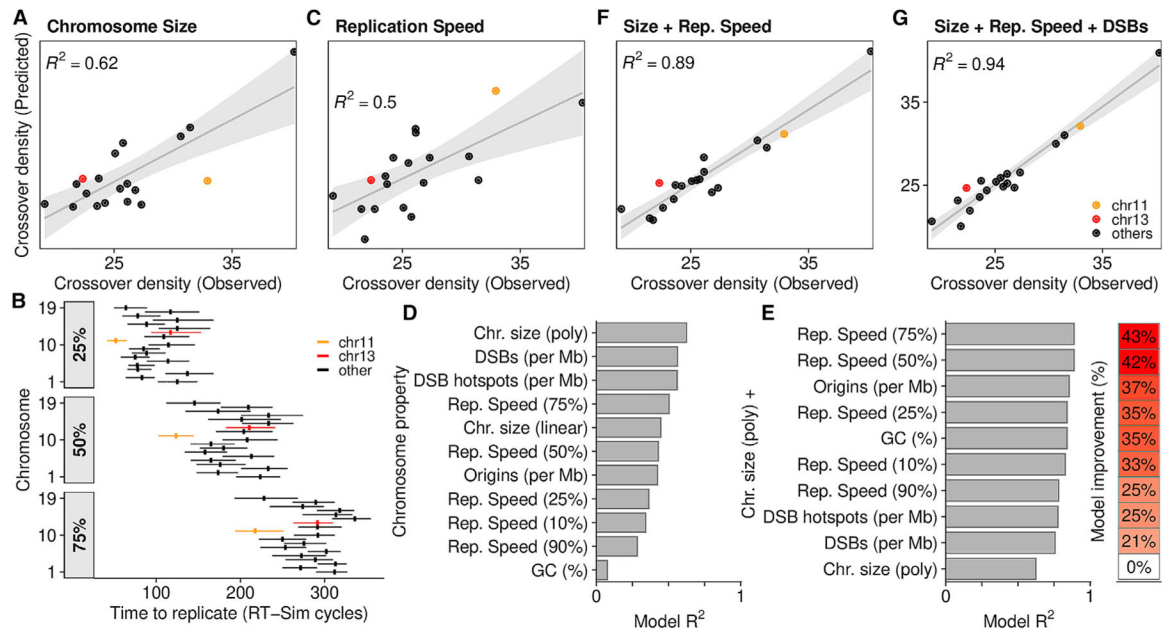 A Chromosome Size
R² = 0.62
Crossover density (Predicted)
25 35
Crossover density (Observed)
C Replication Speed
R² = 0.5
25 35
Crossover density (Observed)
F Size + Rep. Speed
R² = 0.89
25 35
Crossover density (Observed)
G Size + Rep. Speed + DSBs
R² = 0.94
35
25
chr11
chr13
others
25 35
Crossover density (Observed)
B
Chromosome
25%
19
10
1
50%
19
10
1
75%
19
10
1
chr11
chr13
other
100 200 300
Time to replicate (RT−Sim cycles)
D
Chromosome property
Chr. size (poly)
DSBs (per Mb)
DSB hotspots (per Mb)
Rep. Speed (75%)
Chr. size (linear)
Rep. Speed (50%)
Origins (per Mb)
Rep. Speed (25%)
Rep. Speed (10%)
Rep. Speed (90%)
GC (%)
0 1
Model R²
E
Chr. size (poly) +
Rep. Speed (75%)
Rep. Speed (50%)
Origins (per Mb)
Rep. Speed (25%)
GC (%)
Rep. Speed (10%)
Rep. Speed (90%)
DSB hotspots (per Mb)
DSBs (per Mb)
Chr. size (poly)
0 1
Model R²
Model improvement (%)
43%
42%
37%
35%
35%
33%
25%
25%
21%
0%